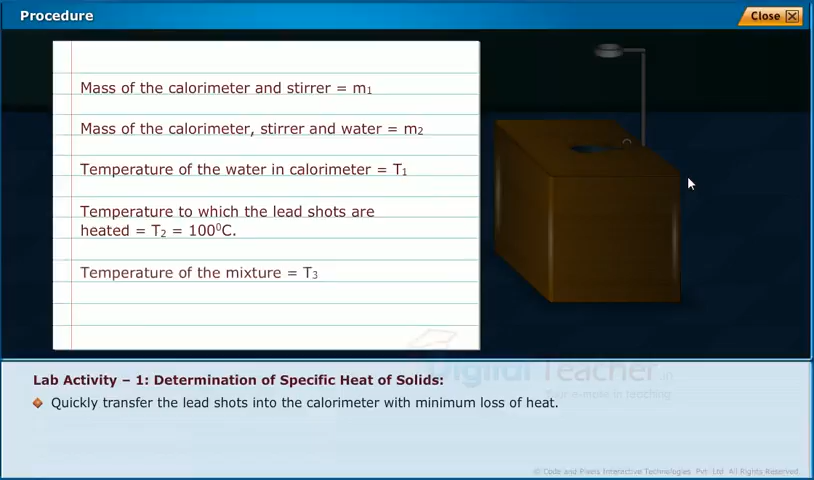 Procedure
Close
Mass of the calorimeter and stirrer = m₁
Mass of the calorimeter, stirrer and water = m₂
Temperature of the water in calorimeter = T₁
Temperature to which the lead shots are
heated = T₂ = 100⁰C.
Temperature of the mixture = T₃
Lab Activity – 1: Determination of Specific Heat of Solids:
Quickly transfer the lead shots into the calorimeter with minimum loss of heat.
Digital Teacher
© Code and Pixels Interactive Technologies. Pvt. Ltd. All Rights Reserved.